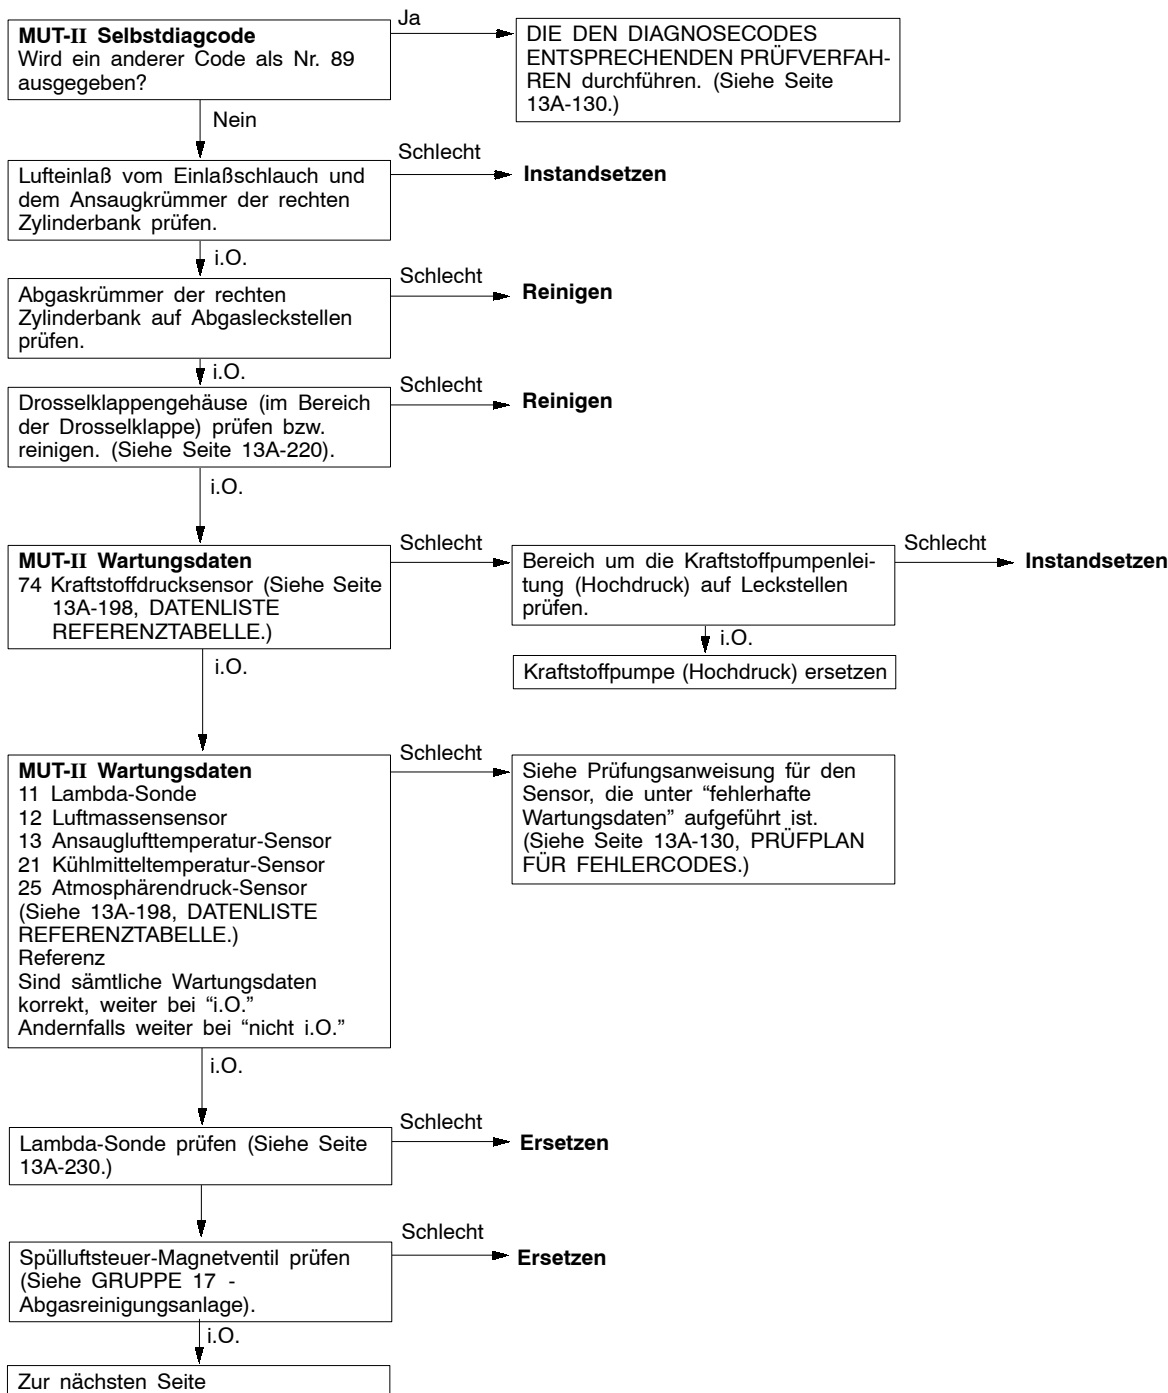 MUT-II Selbstdiagcode
Wird ein anderer Code als Nr. 89
ausgegeben?
Ja
DIE DEN DIAGNOSECODES
ENTSPRECHENDEN PRÜFVERFAH-
REN durchführen. (Siehe Seite
13A-130.)
Nein
Lufteinlaß vom Einlaßschlauch und
dem Ansaugkrümmer der rechten
Zylinderbank prüfen.
Schlecht
Instandsetzen
i.O.
Abgaskrümmer der rechten
Zylinderbank auf Abgasleckstellen
prüfen.
Schlecht
Reinigen
i.O.
Drosselklappengehäuse (im Bereich
der Drosselklappe) prüfen bzw.
reinigen. (Siehe Seite 13A-220).
Schlecht
Reinigen
i.O.
MUT-II Wartungsdaten
74 Kraftstoffdrucksensor (Siehe Seite
13A-198, DATENLISTE
REFERENZTABELLE.)
Schlecht
Bereich um die Kraftstoffpumpenlei-
tung (Hochdruck) auf Leckstellen
prüfen.
Schlecht
Instandsetzen
i.O.
Kraftstoffpumpe (Hochdruck) ersetzen
i.O.
MUT-II Wartungsdaten
11 Lambda-Sonde
12 Luftmassensensor
13 Ansauglufttemperatur-Sensor
21 Kühlmitteltemperatur-Sensor
25 Atmosphärendruck-Sensor
(Siehe 13A-198, DATENLISTE
REFERENZTABELLE.)
Referenz
Sind sämtliche Wartungsdaten
korrekt, weiter bei “i.O.”
Andernfalls weiter bei “nicht i.O.”
Schlecht
Siehe Prüfungsanweisung für den
Sensor, die unter “fehlerhafte
Wartungsdaten” aufgeführt ist.
(Siehe Seite 13A-130, PRÜFPLAN
FÜR FEHLERCODES.)
i.O.
Lambda-Sonde prüfen (Siehe Seite
13A-230.)
Schlecht
Ersetzen
Spülluftsteuer-Magnetventil prüfen
(Siehe GRUPPE 17 -
Abgasreinigungsanlage).
Schlecht
Ersetzen
i.O.
Zur nächsten Seite